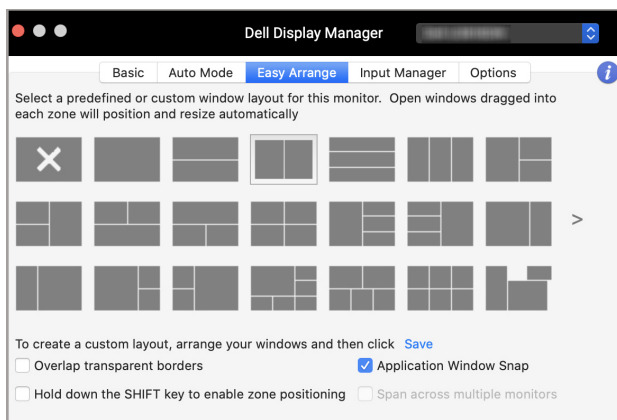 Dell Display Manager
Basic Auto Mode Easy Arrange Input Manager Options
Select a predefined or custom window layout for this monitor. Open windows dragged into
each zone will position and resize automatically
>
To create a custom layout, arrange your windows and then click Save
Overlap transparent borders Application Window Snap
Hold down the SHIFT key to enable zone positioning Span across multiple monitors